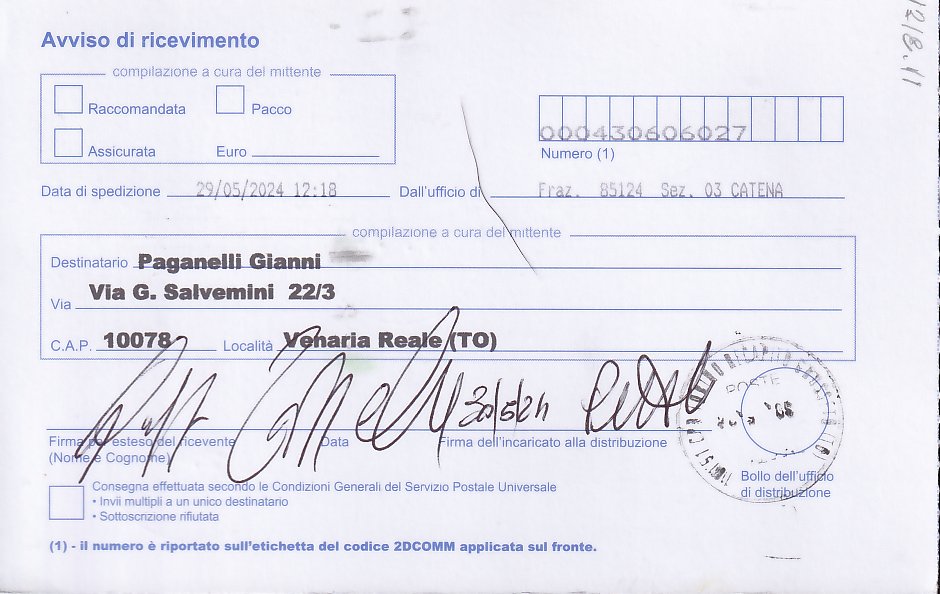 Avviso di ricevimento
compilazione a cura del mittente
Raccomandata Pacco
Assicurata Euro
000430606027
Numero (1)
Data di spedizione 29/05/2024 12:18 Dall'ufficio di Fraz. 85124 Sez. 03 CATENA
compilazione a cura del mittente
Destinatario Paganelli Gianni
Via Via G. Salvemini 22/3
C.A.P. 10078 Località Venaria Reale (TO)
30/5/24
POSTE
Firma per esteso del ricevente Data Firma dell'incaricato alla distribuzione
(Nome e Cognome)
Bollo dell'ufficio
di distribuzione
Consegna effettuata secondo le Condizioni Generali del Servizio Postale Universale
• Invii multipli a un unico destinatario
• Sottoscrizione rifiutata
(1) - il numero è riportato sull'etichetta del codice 2DCOMM applicata sul fronte.